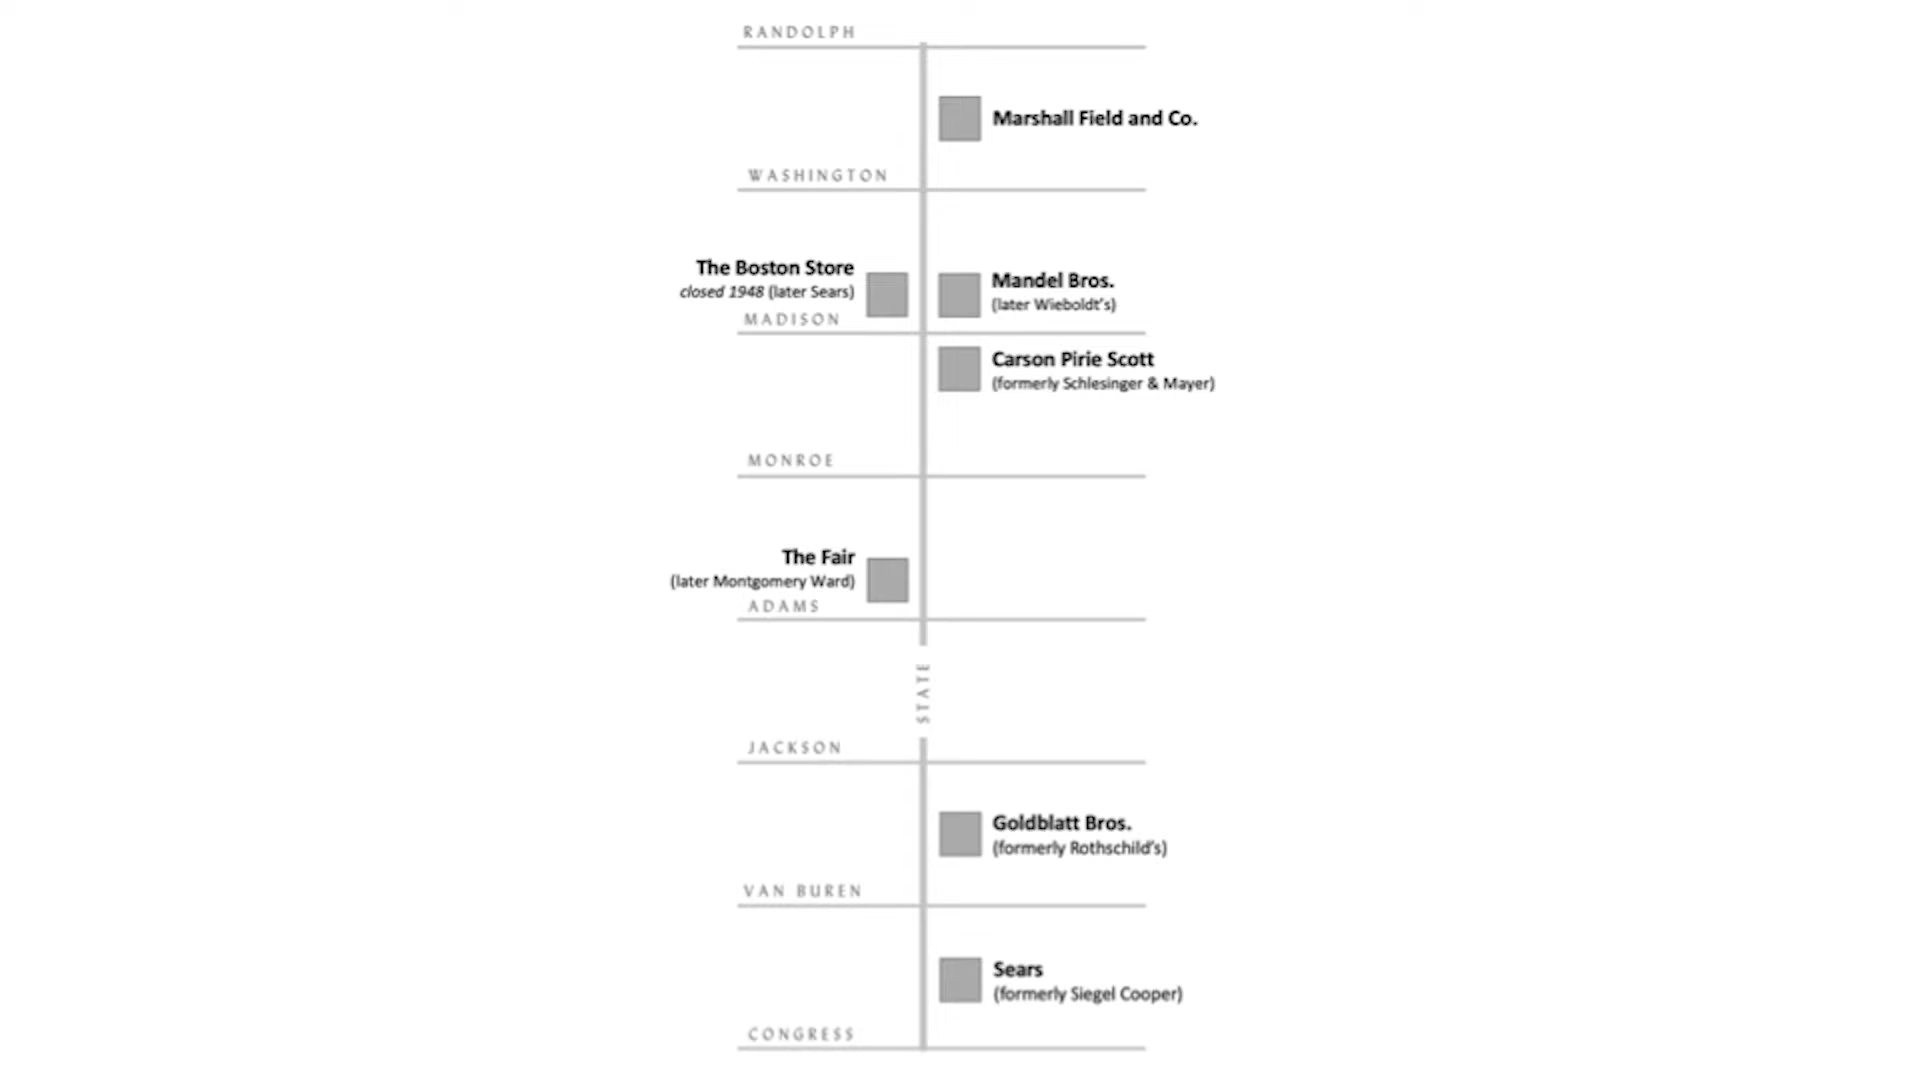 RANDOLPH
Marshall Field and Co.
WASHINGTON
The Boston Store
closed 1948 (later Sears)
Mandel Bros.
(later Wieboldt's)
MADISON
Carson Pirie Scott
(formerly Schlesinger & Mayer)
MONROE
The Fair
(later Montgomery Ward)
ADAMS
STATE
JACKSON
Goldblatt Bros.
(formerly Rothschild's)
VAN BUREN
Sears
(formerly Siegel Cooper)
CONGRESS